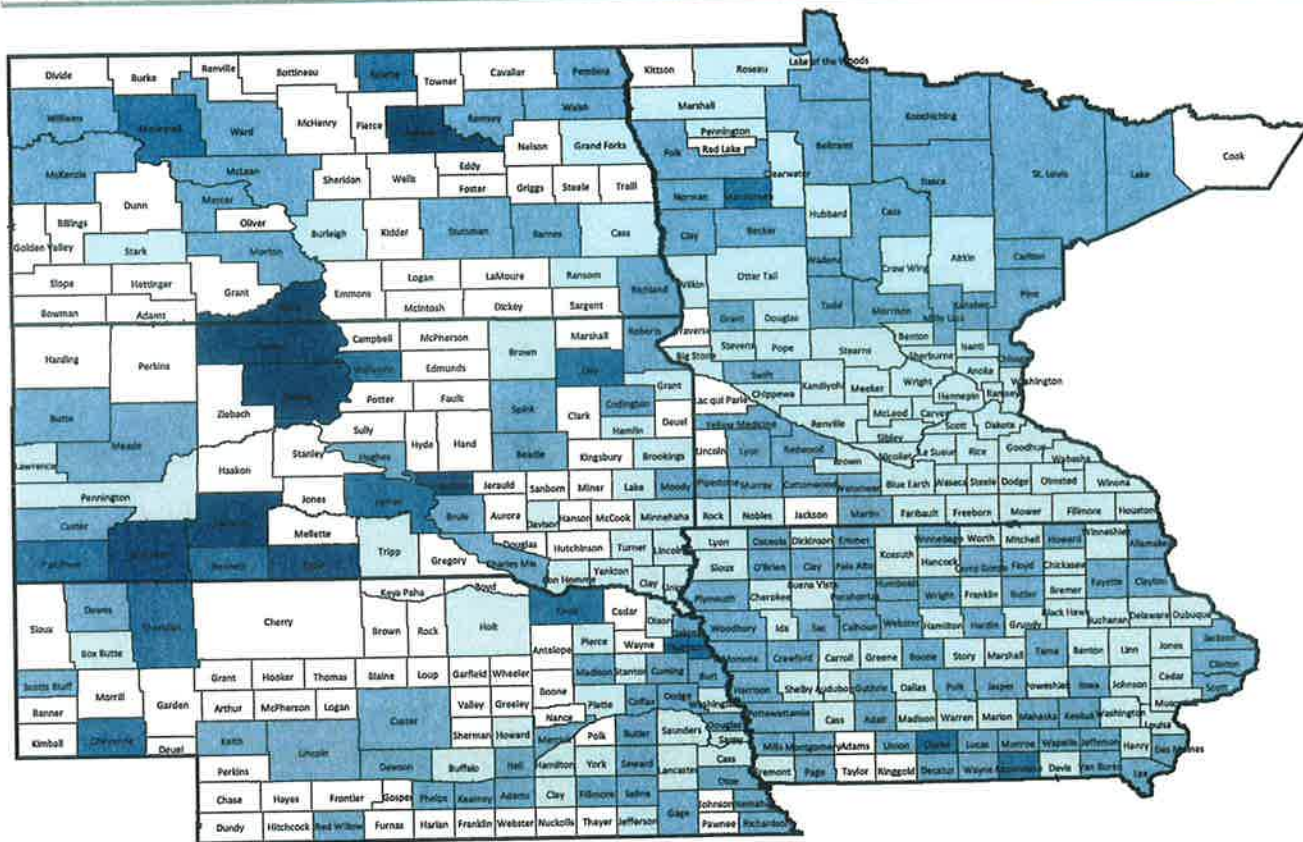 Divide
Burke
Renville
Bottineau
Rolette
Towner
Cavalier
Pembina
Williams
Mountrail
Ward
McHenry
Pierce
Ramsey
Walsh
McKenzie
McLean
Sheridan
Wells
Eddy
Foster
Nelson
Grand Forks
Griggs
Steele
Traill
Dunn
Mercer
Oliver
Billings
Golden Valley
Stark
Morton
Burleigh
Kidder
Stutsman
Barnes
Cass
Slope
Hettinger
Grant
Emmons
Logan
LaMoure
Ransom
Richland
Bowman
Adams
McIntosh
Dickey
Sargent
Harding
Perkins
Campbell
McPherson
Brown
Marshall
Roberts
Walworth
Edmunds
Day
Butte
Ziebach
Dewey
Potter
Faulk
Spink
Clark
Codington
Grant
Hamlin
Deuel
Meade
Sully
Hyde
Hand
Beadle
Kingsbury
Brookings
Lawrence
Haakon
Stanley
Hughes
Pennington
Jones
Lyman
Jerauld
Sanborn
Miner
Lake
Moody
Custer
Jackson
Mellette
Brule
Aurora
Davison
Hanson
McCook
Minnehaha
Fall River
Bennett
Todd
Tripp
Gregory
Douglas
Charles Mix
Hutchinson
Turner
Lincoln
Bon Homme
Yankton
Clay
Union
Kittson
Roseau
Lake of the Woods
Marshall
Koochiching
Pennington
Red Lake
Polk
Beltrami
Clearwater
Itasca
St. Louis
Lake
Cook
Norman
Mahnomen
Hubbard
Cass
Clay
Becker
Wadena
Crow Wing
Aitkin
Carlton
Wilkin
Otter Tail
Todd
Morrison
Mille Lacs
Kanabec
Pine
Traverse
Grant
Douglas
Benton
Big Stone
Stevens
Pope
Stearns
Sherburne
Isanti
Chisago
Swift
Kandiyohi
Meeker
Wright
Anoka
Washington
Ramsey
Hennepin
Lac qui Parle
Chippewa
McLeod
Carver
Scott
Dakota
Yellow Medicine
Renville
Sibley
Lincoln
Lyon
Redwood
Brown
Nicollet
Le Sueur
Rice
Goodhue
Wabasha
Pipestone
Murray
Cottonwood
Watonwan
Blue Earth
Waseca
Steele
Dodge
Olmsted
Winona
Rock
Nobles
Jackson
Martin
Faribault
Freeborn
Mower
Fillmore
Houston
Sioux
Dawes
Sheridan
Cherry
Keya Paha
Boyd
Knox
Cedar
Dixon
Dakota
Box Butte
Brown
Rock
Holt
Antelope
Pierce
Wayne
Scotts Bluff
Morrill
Garden
Grant
Hooker
Thomas
Blaine
Loup
Garfield
Wheeler
Madison
Stanton
Cuming
Burt
Banner
Arthur
McPherson
Logan
Custer
Valley
Greeley
Boone
Nance
Platte
Colfax
Dodge
Washington
Kimball
Cheyenne
Deuel
Keith
Lincoln
Sherman
Howard
Merrick
Polk
Butler
Saunders
Douglas
Sarpy
Perkins
Dawson
Buffalo
Hall
Hamilton
York
Seward
Lancaster
Cass
Otoe
Chase
Hayes
Frontier
Gosper
Phelps
Kearney
Adams
Clay
Fillmore
Saline
Gage
Johnson
Nemaha
Dundy
Hitchcock
Red Willow
Furnas
Harlan
Franklin
Webster
Nuckolls
Thayer
Jefferson
Pawnee
Richardson
Lyon
Osceola
Dickinson
Emmet
Kossuth
Winnebago
Worth
Mitchell
Howard
Winneshiek
Allamakee
Sioux
O'Brien
Clay
Palo Alto
Hancock
Cerro Gordo
Floyd
Chickasaw
Plymouth
Cherokee
Buena Vista
Pocahontas
Humboldt
Wright
Franklin
Butler
Bremer
Fayette
Clayton
Woodbury
Ida
Sac
Calhoun
Webster
Hamilton
Hardin
Grundy
Black Hawk
Buchanan
Delaware
Dubuque
Monona
Crawford
Carroll
Greene
Boone
Story
Marshall
Tama
Benton
Linn
Jones
Jackson
Harrison
Shelby
Audubon
Guthrie
Dallas
Polk
Jasper
Poweshiek
Iowa
Johnson
Cedar
Clinton
Scott
Pottawattamie
Cass
Adair
Madison
Warren
Marion
Mahaska
Keokuk
Washington
Louisa
Mills
Montgomery
Adams
Union
Clarke
Lucas
Monroe
Wapello
Jefferson
Henry
Des Moines
Fremont
Page
Taylor
Ringgold
Decatur
Wayne
Appanoose
Davis
Van Buren
Lee